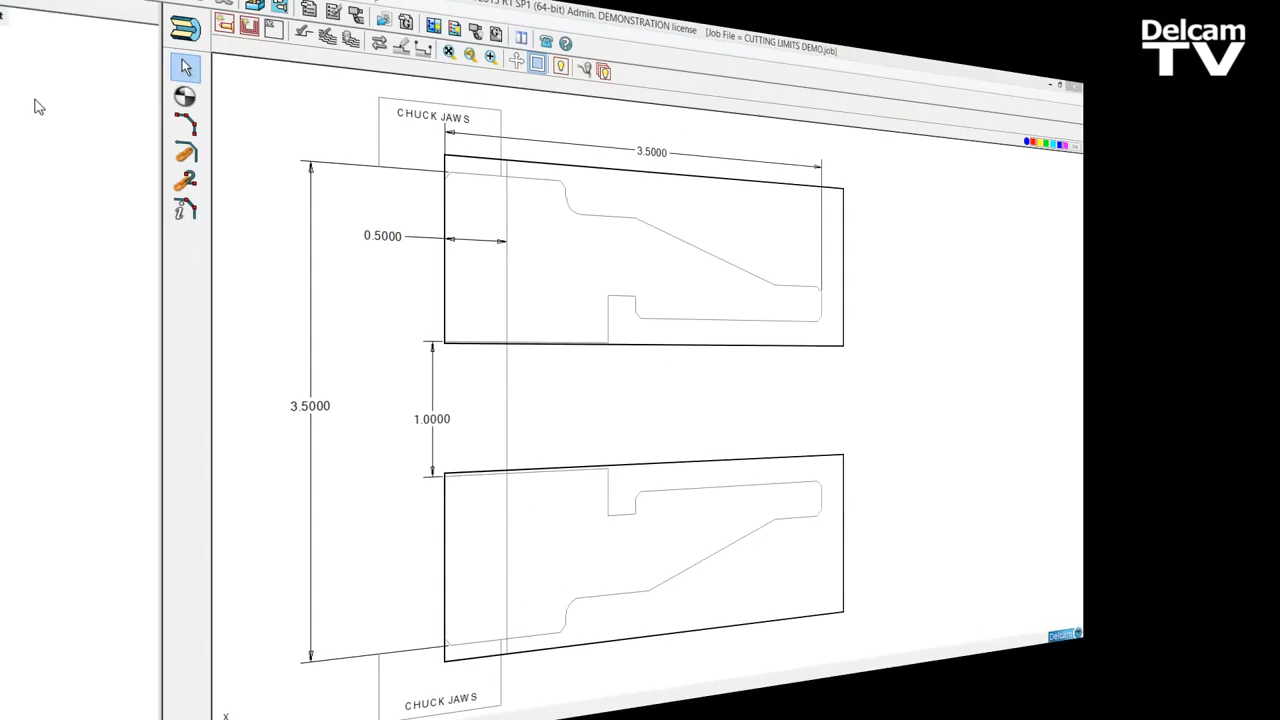 2015 R1 SP1 (64-bit) Admin. DEMONSTRATION license [Job File = CUTTING LIMITS DEMO.job]
Delcam
TV
CHUCK JAWS
3.5000
0.5000
3.5000
1.0000
Delcam
CHUCK JAWS
X